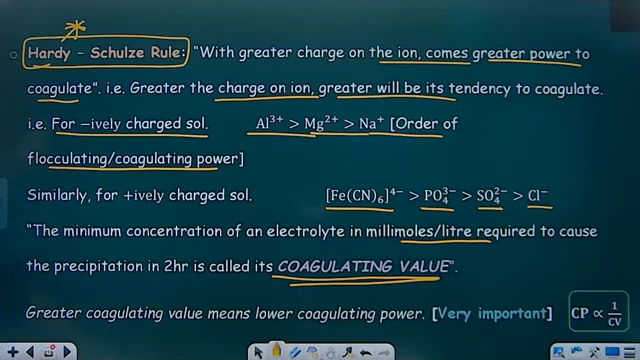 Hardy – Schulze Rule: "With greater charge on the ion, comes greater power to
coagulate". i.e. Greater the charge on ion, greater will be its tendency to coagulate.
i.e. For –ively charged sol. Al³⁺ > Mg²⁺ > Na⁺ [Order of
flocculating/coagulating power]
Similarly, for +ively charged sol. [Fe(CN)₆]⁴⁻ > PO₄³⁻ > SO₄²⁻ > Cl⁻
"The minimum concentration of an electrolyte in millimoles/litre required to cause
the precipitation in 2hr is called its COAGULATING VALUE".
Greater coagulating value means lower coagulating power. [Very important] CP ∝ 1/CV